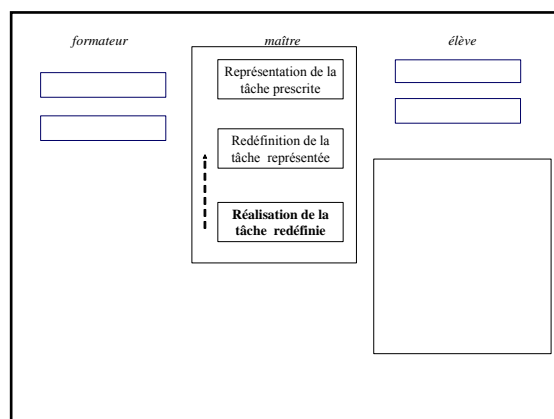 formateur
maître
élève
Représentation de la
tâche prescrite
Redéfinition de la
tâche représentée
Réalisation de la
tâche redéfinie